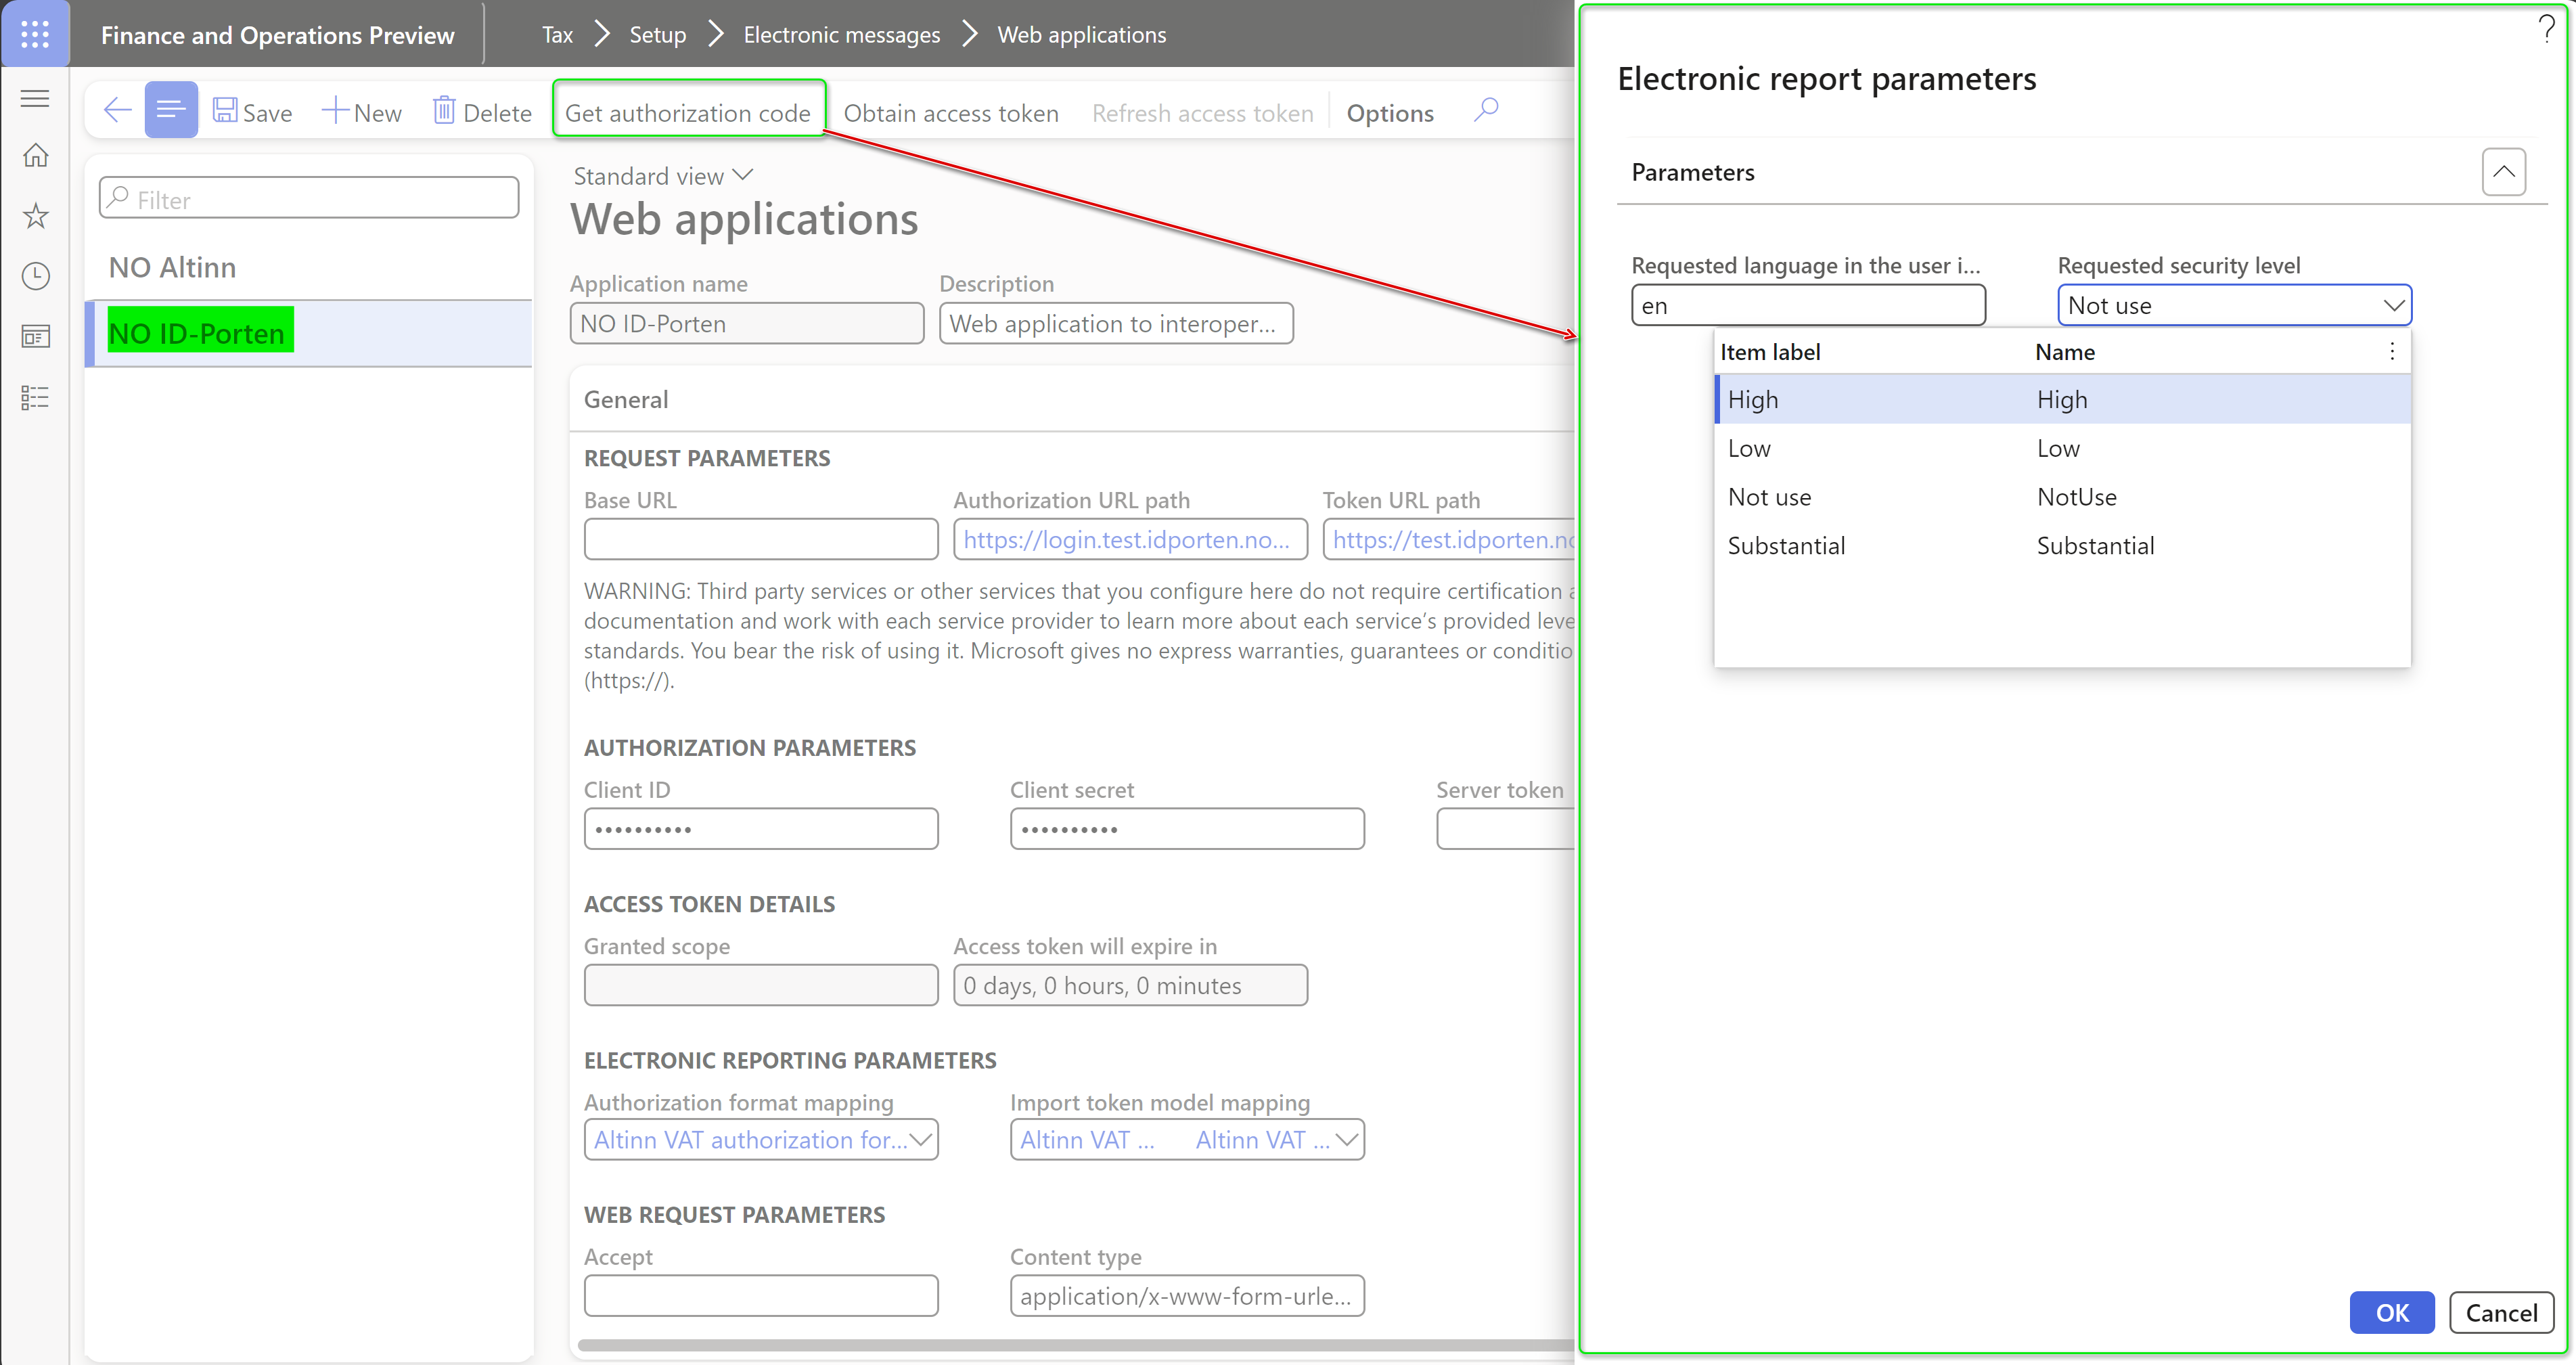 Finance and Operations Preview
Tax > Setup > Electronic messages > Web applications
Save
New
Delete
Get authorization code
Obtain access token
Refresh access token
Options
Filter
NO Altinn
NO ID-Porten
Standard view
Web applications
Application name
Description
NO ID-Porten
Web application to interoper...
General
REQUEST PARAMETERS
Base URL
Authorization URL path
Token URL path
https://login.test.idporten.no...
https://test.idporten.no
WARNING: Third party services or other services that you configure here do not require certification
documentation and work with each service provider to learn more about each service's provided leve
standards. You bear the risk of using it. Microsoft gives no express warranties, guarantees or conditio
(https://).
AUTHORIZATION PARAMETERS
Client ID
Client secret
Server token
••••••••••
••••••••••
ACCESS TOKEN DETAILS
Granted scope
Access token will expire in
0 days, 0 hours, 0 minutes
ELECTRONIC REPORTING PARAMETERS
Authorization format mapping
Import token model mapping
Altinn VAT authorization for...
Altinn VAT ...
Altinn VAT ...
WEB REQUEST PARAMETERS
Accept
Content type
application/x-www-form-urle...
?
Electronic report parameters
Parameters
Requested language in the user i...
Requested security level
en
Not use
Item label Name
High High
Low Low
Not use NotUse
Substantial Substantial
OK
Cancel